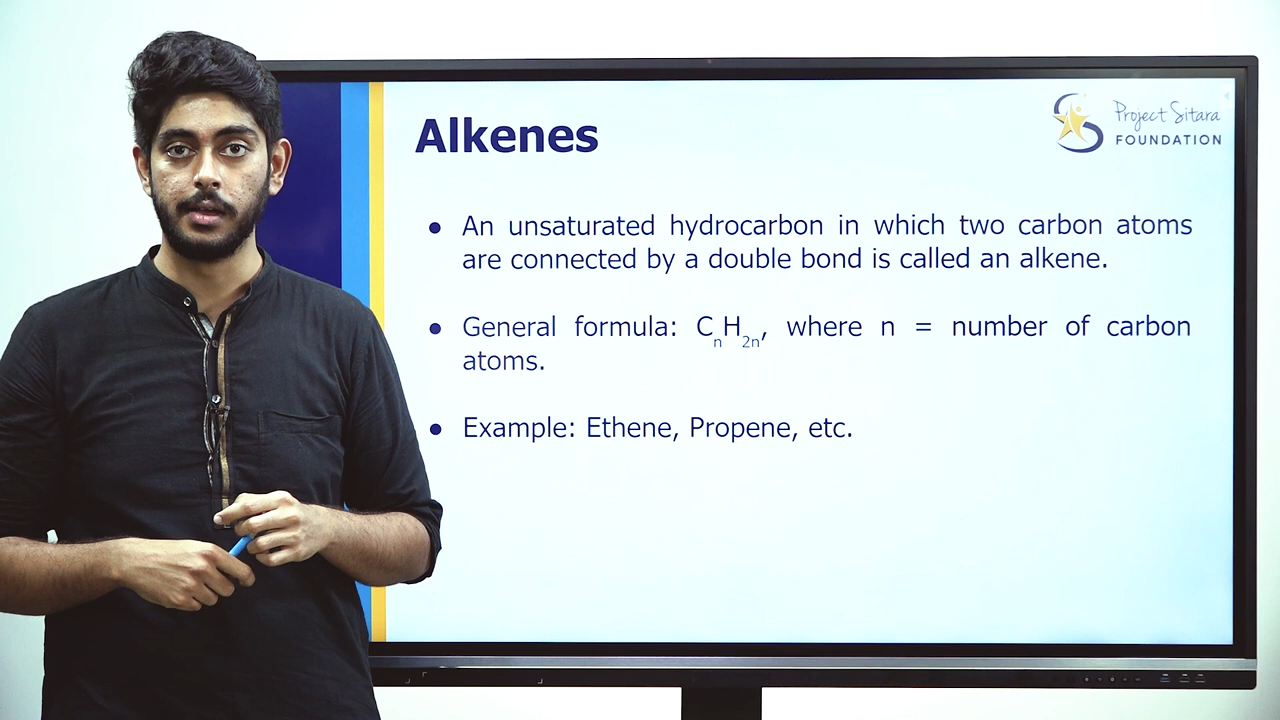 Alkenes
Project Sitara
FOUNDATION
● An unsaturated hydrocarbon in which two carbon atoms
are connected by a double bond is called an alkene.
● General formula: CₙH₂ₙ, where n = number of carbon
atoms.
● Example: Ethene, Propene, etc.